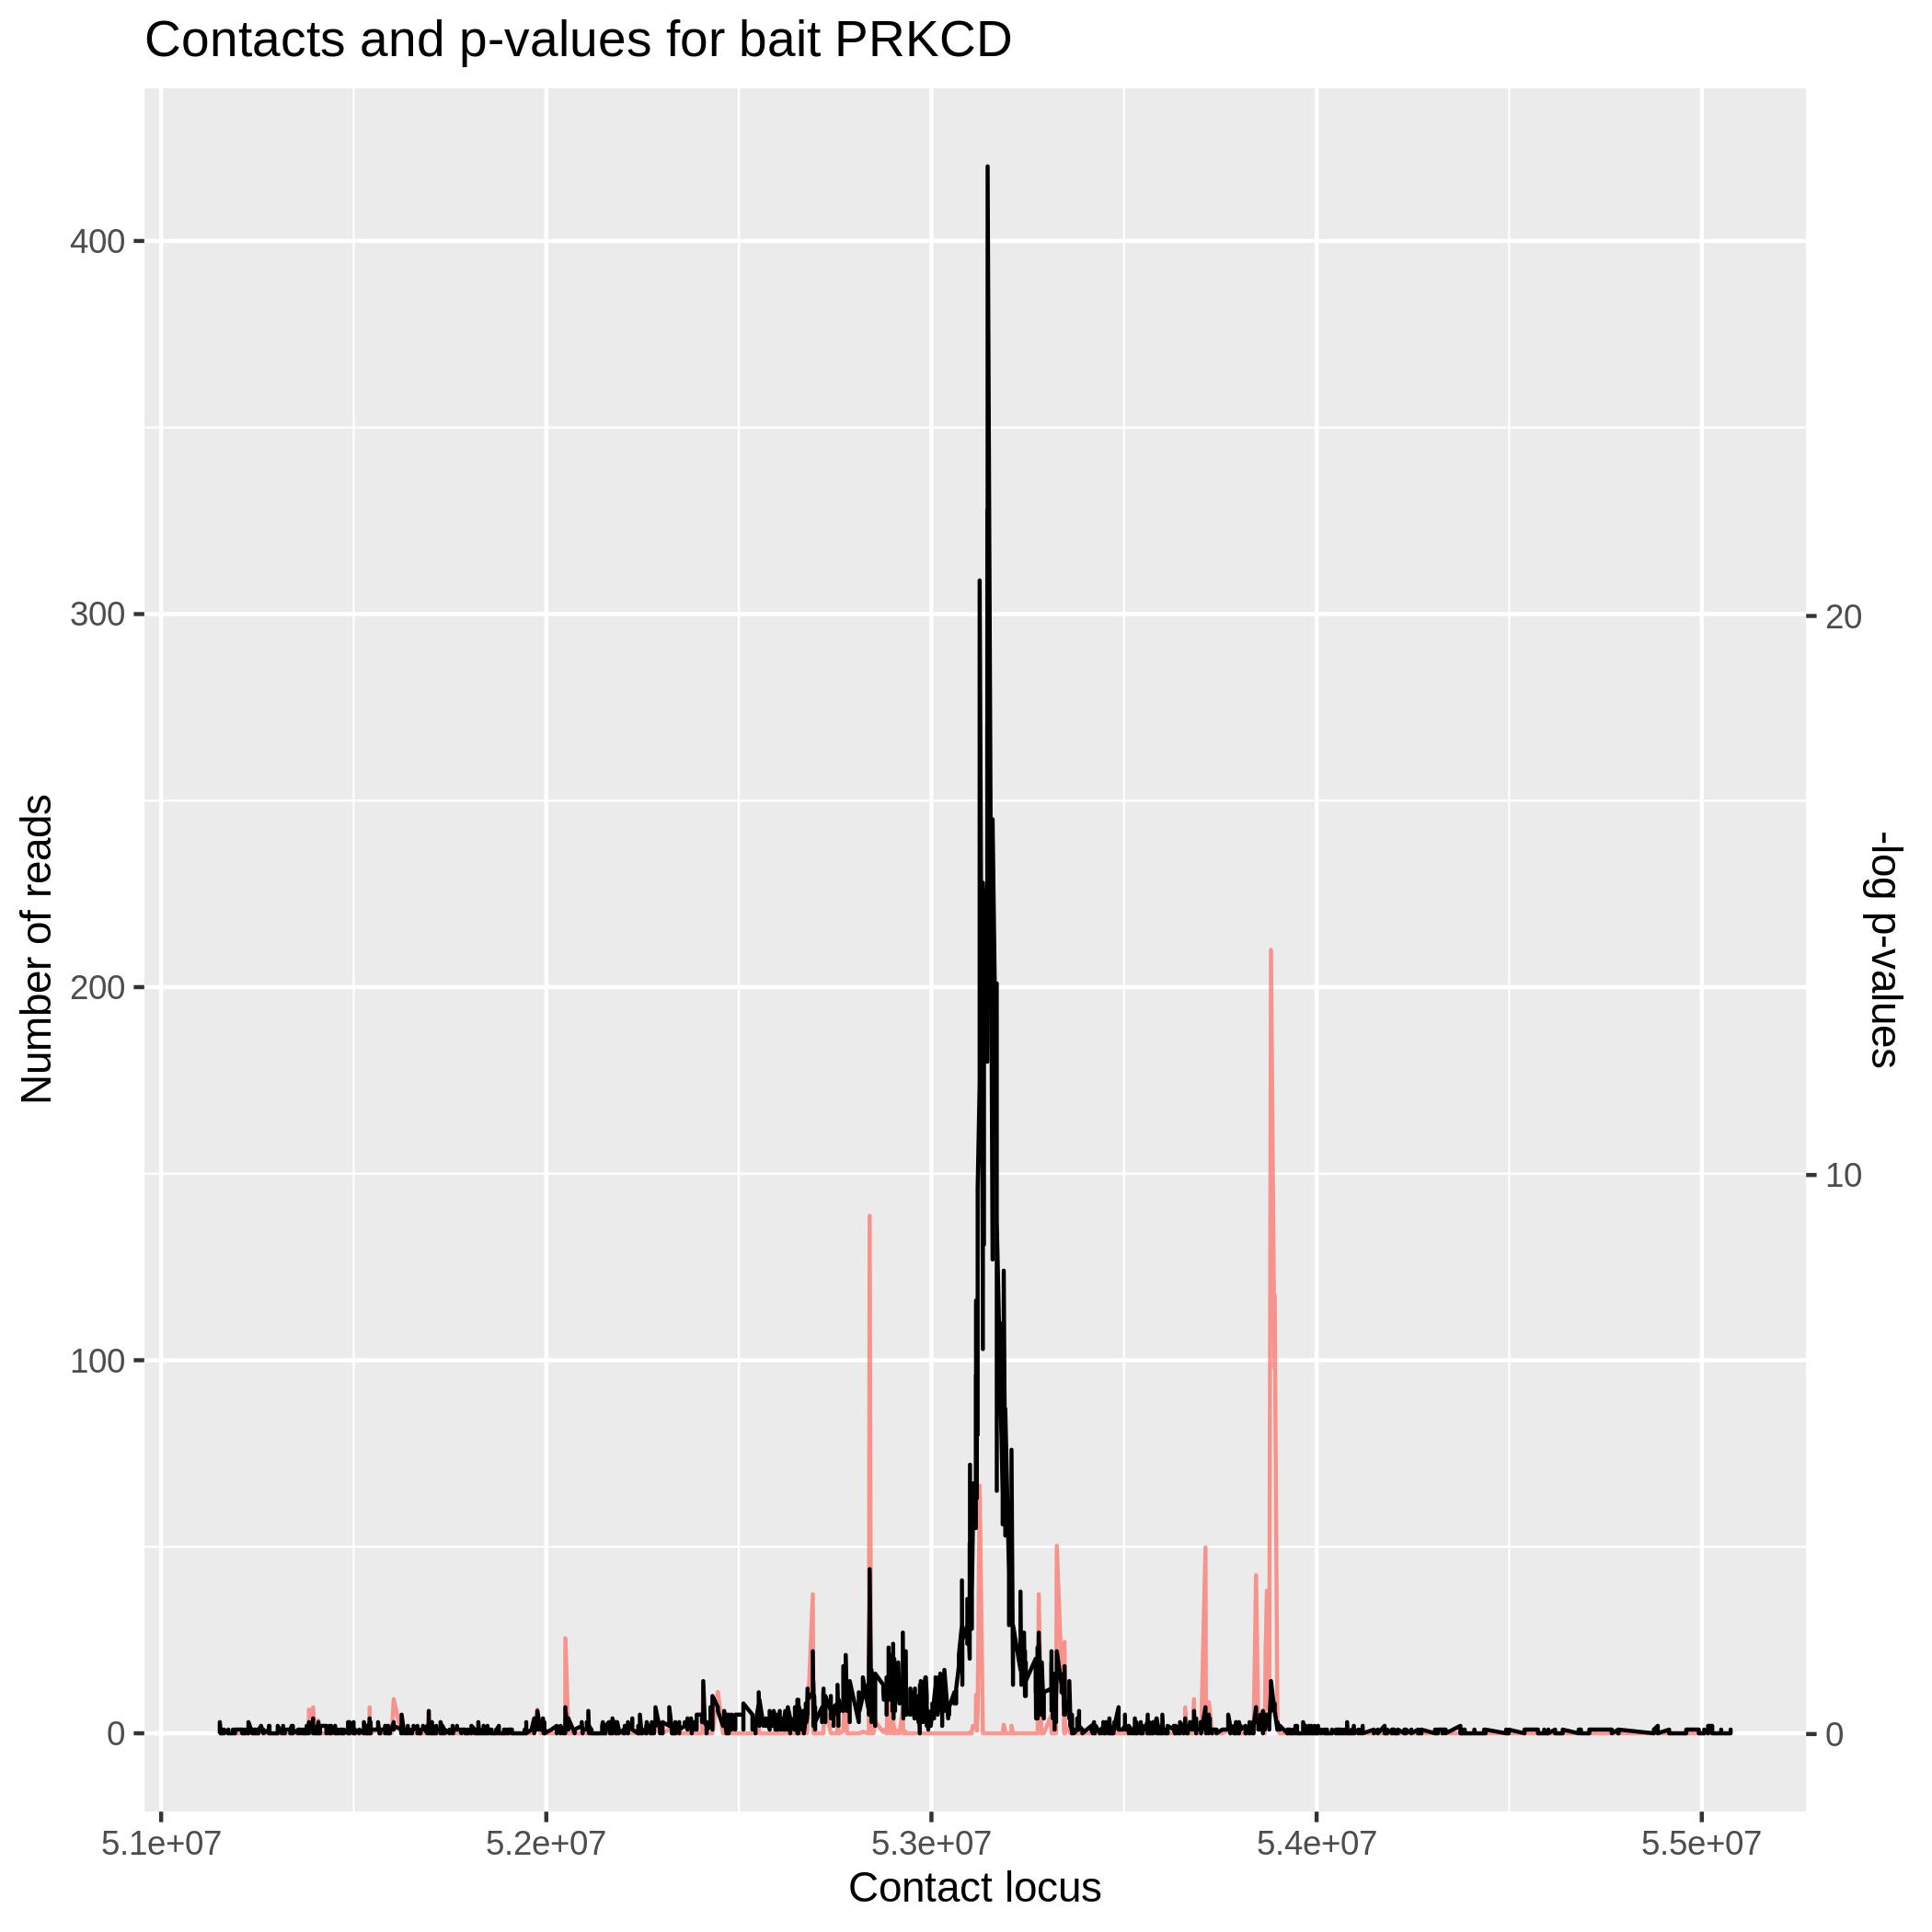 Contacts and p-values for bait PRKCD
400
300
200
100
0
20
10
0
Number of reads
-log p-values
5.1e+07
5.2e+07
5.3e+07
5.4e+07
5.5e+07
Contact locus